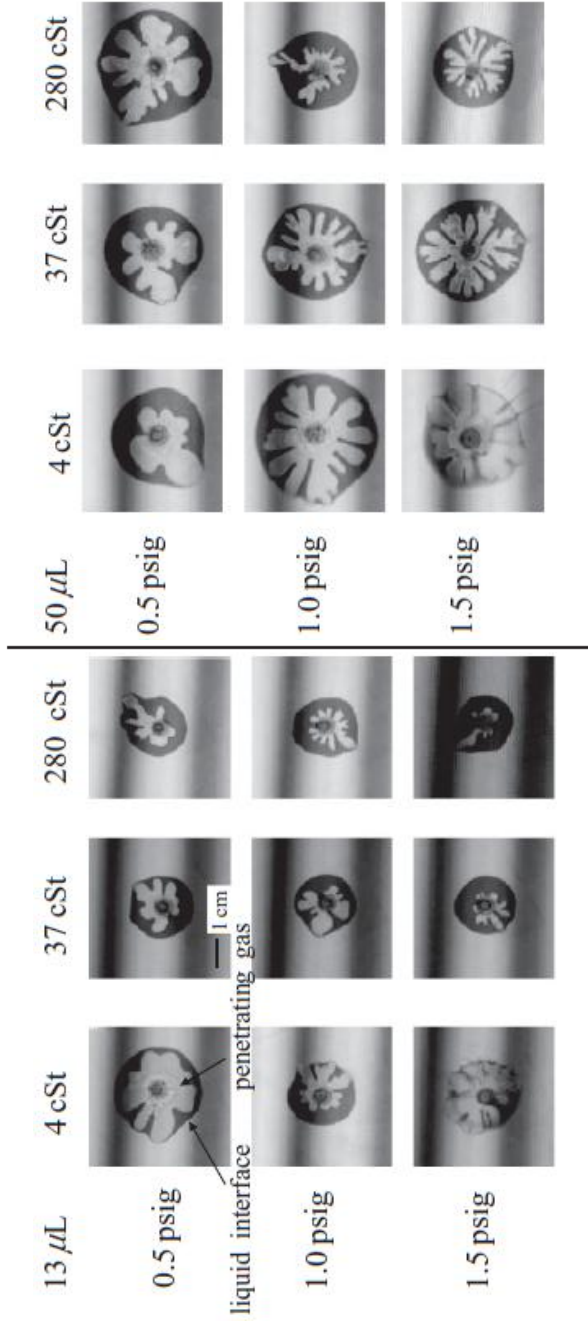 13 μL 4 cSt 37 cSt 280 cSt
0.5 psig
1 cm
liquid interface penetrating gas
1.0 psig
1.5 psig
50 μL 4 cSt 37 cSt 280 cSt
0.5 psig
1.0 psig
1.5 psig